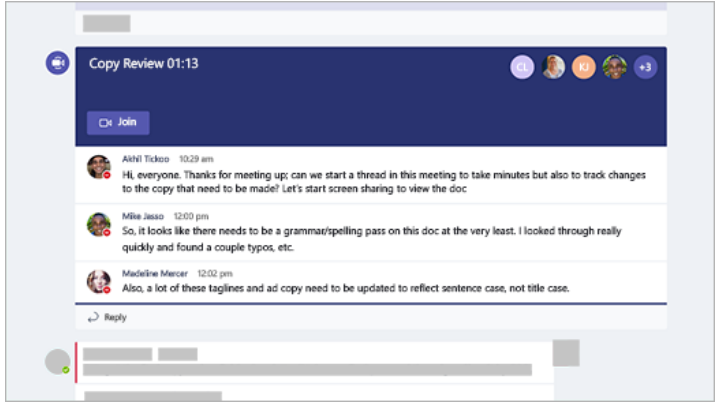 Copy Review 01:13
CL
KJ
+3
Join
Akhil Tickoo 10:29 am
Hi, everyone. Thanks for meeting up; can we start a thread in this meeting to take minutes but also to track changes
to the copy that need to be made? Let's start screen sharing to view the doc
Mike Jasso 12:00 pm
So, it looks like there needs to be a grammar/spelling pass on this doc at the very least. I looked through really
quickly and found a couple typos, etc.
Madeline Mercer 12:02 pm
Also, a lot of these taglines and ad copy need to be updated to reflect sentence case, not title case.
Reply